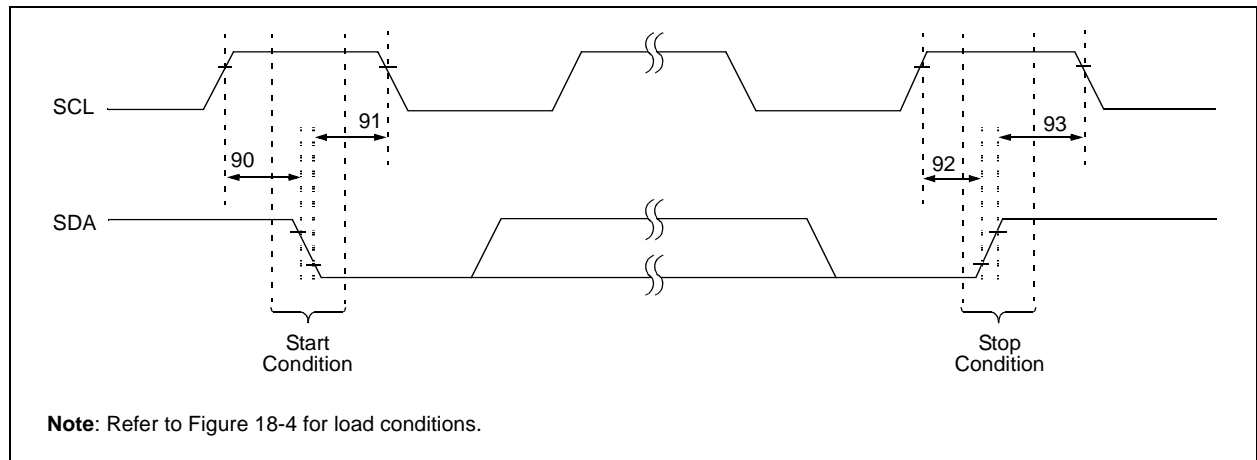 SCL
91
93
90
92
SDA
Start
Condition
Stop
Condition
Note: Refer to Figure 18-4 for load conditions.